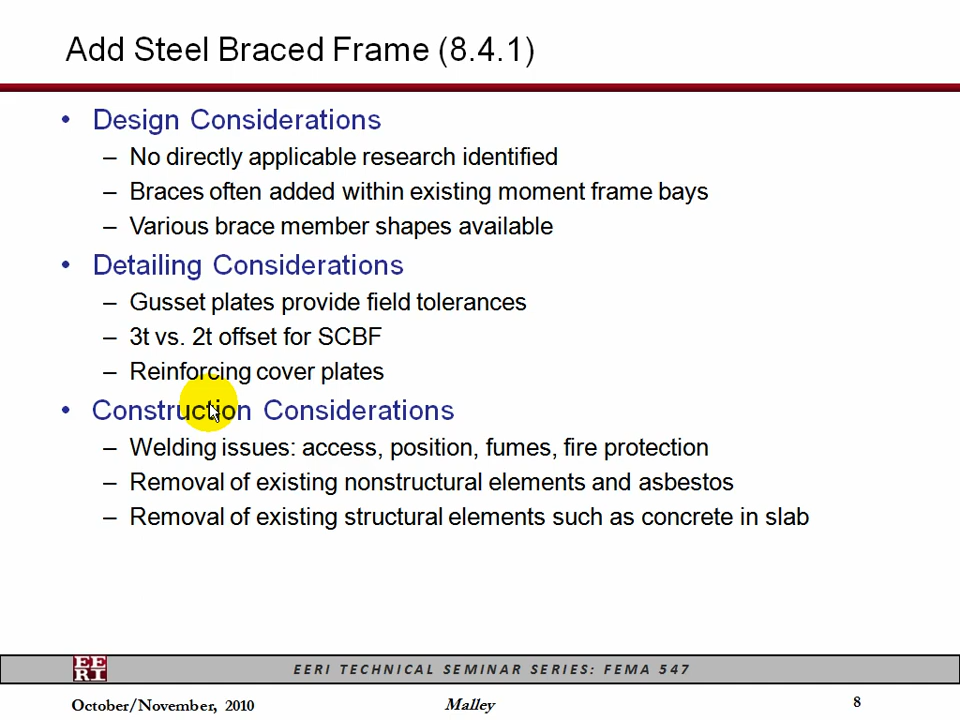 Add Steel Braced Frame (8.4.1)
• Design Considerations
– No directly applicable research identified
– Braces often added within existing moment frame bays
– Various brace member shapes available
• Detailing Considerations
– Gusset plates provide field tolerances
– 3t vs. 2t offset for SCBF
– Reinforcing cover plates
• Construction Considerations
– Welding issues: access, position, fumes, fire protection
– Removal of existing nonstructural elements and asbestos
– Removal of existing structural elements such as concrete in slab
EERI
EERI TECHNICAL SEMINAR SERIES: FEMA 547
October/November, 2010
Malley
8